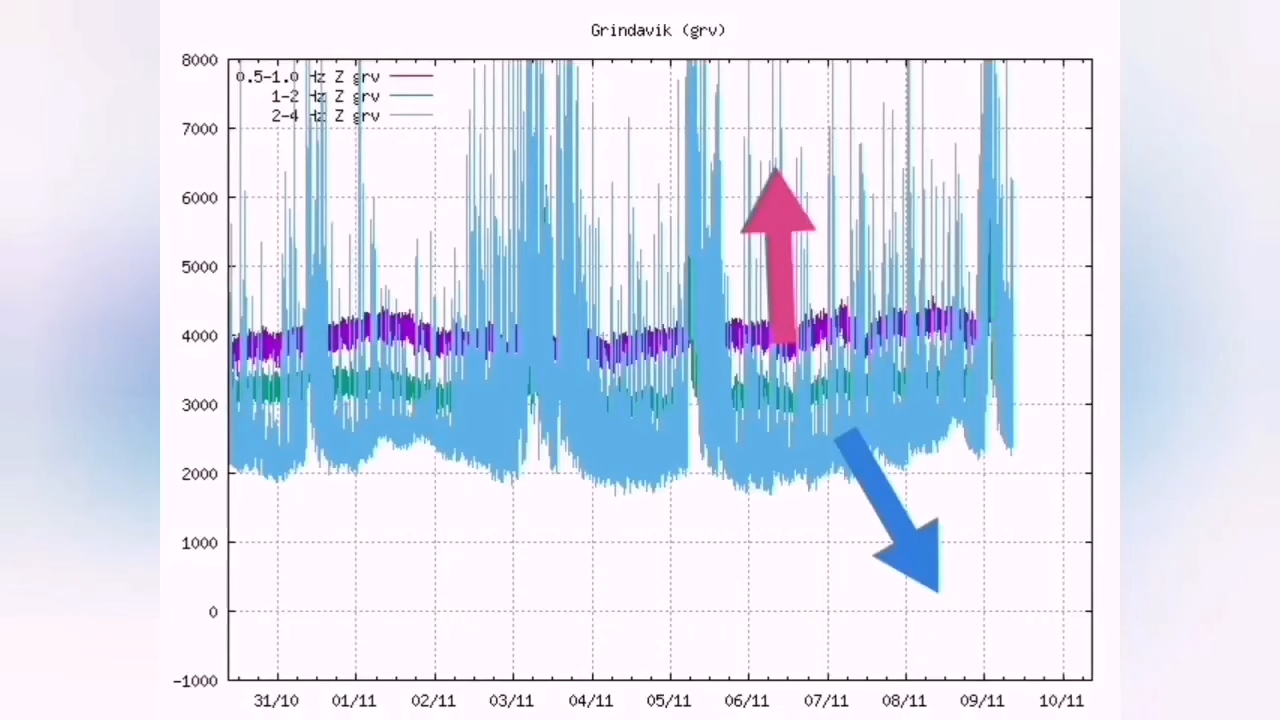 Grindavik (grv)
8000
0.5-1.0 Hz Z grv
1-2 Hz Z grv
2-4 Hz Z grv
7000
6000
5000
4000
3000
2000
1000
0
-1000
31/10 01/11 02/11 03/11 04/11 05/11 06/11 07/11 08/11 09/11 10/11